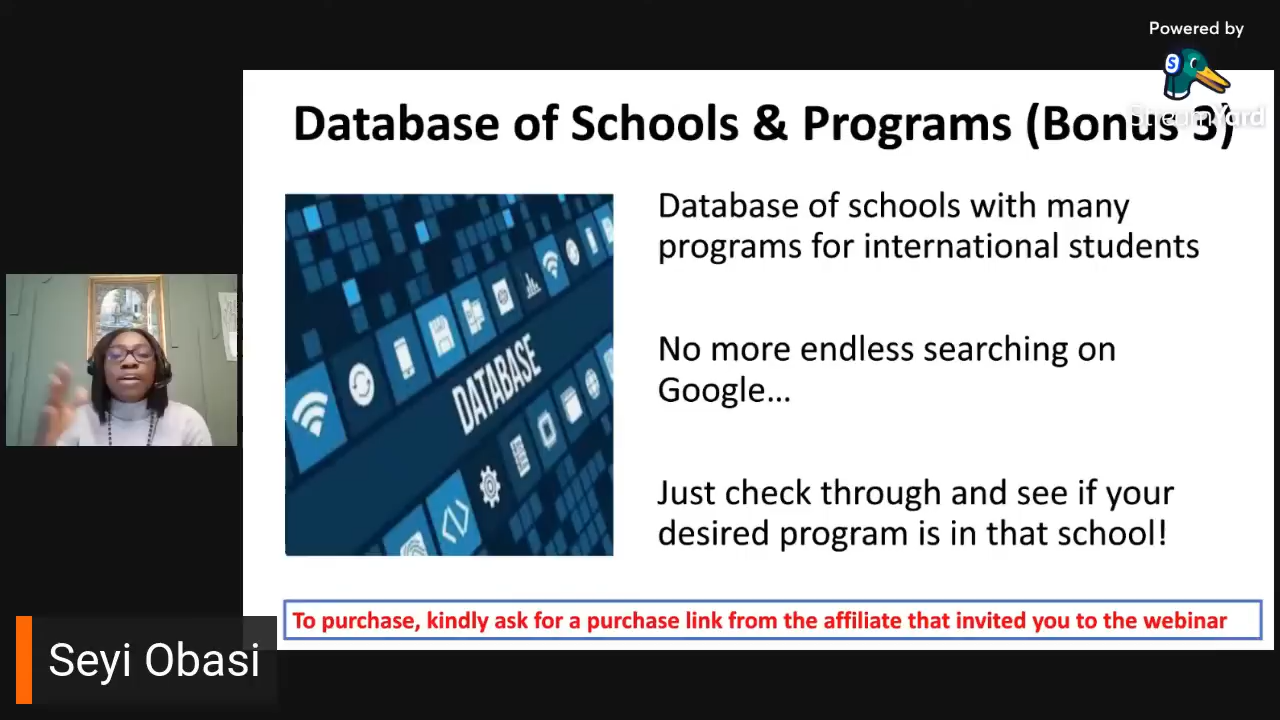 Powered by
StreamYard
Database of Schools & Programs (Bonus 3)
Database of schools with many
programs for international students
No more endless searching on
Google...
DATABASE
Just check through and see if your
desired program is in that school!
To purchase, kindly ask for a purchase link from the affiliate that invited you to the webinar
Seyi Obasi